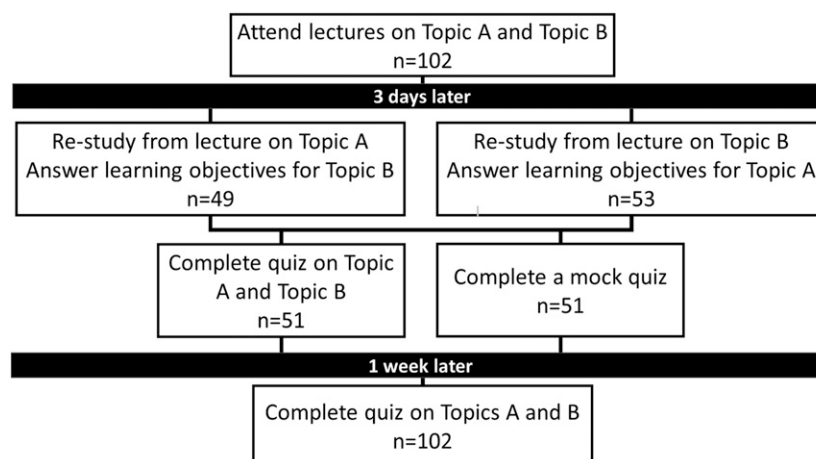 Attend lectures on Topic A and Topic B
n=102
3 days later
Re-study from lecture on Topic A
Answer learning objectives for Topic B
n=49
Re-study from lecture on Topic B
Answer learning objectives for Topic A
n=53
Complete quiz on Topic
A and Topic B
n=51
Complete a mock quiz
n=51
1 week later
Complete quiz on Topics A and B
n=102